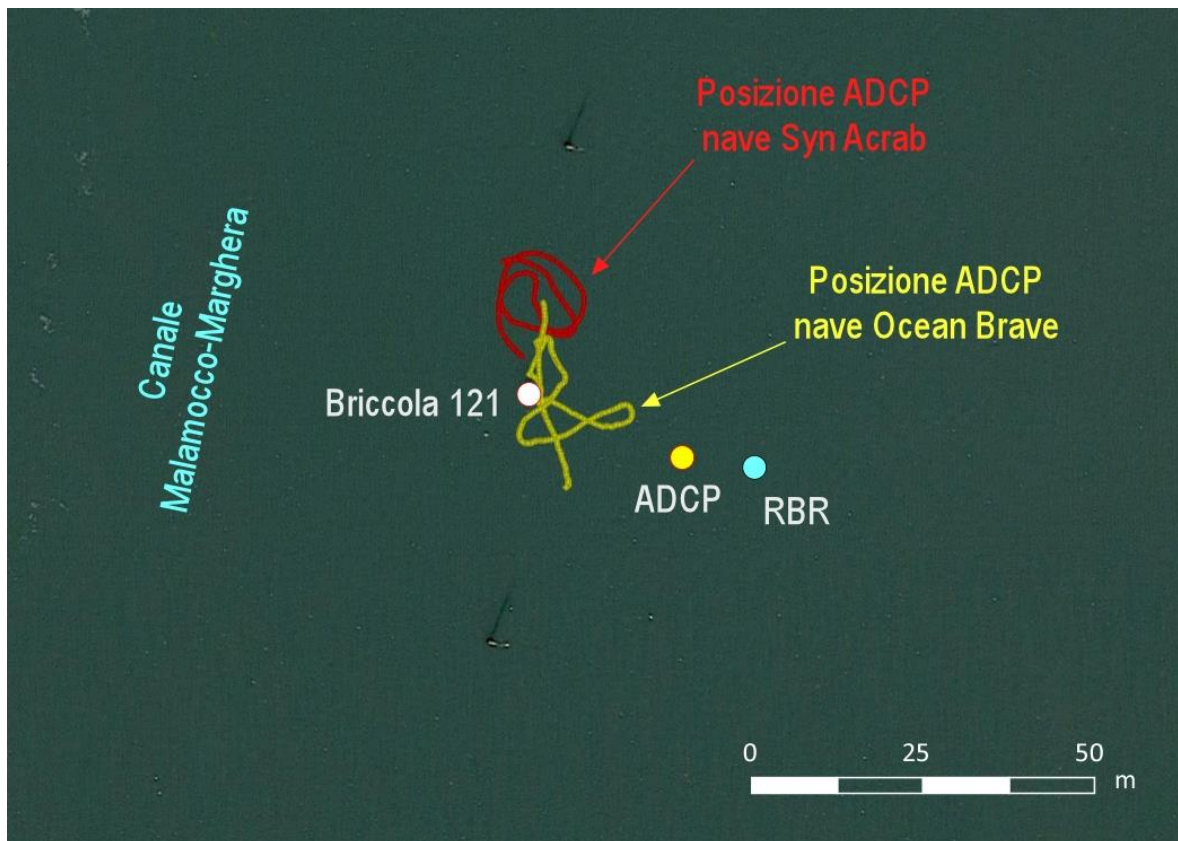 Posizione ADCP
nave Syn Acrab
Canale
Malamocco-Marghera
Posizione ADCP
nave Ocean Brave
Briccola 121
ADCP
RBR
0 25 50
m